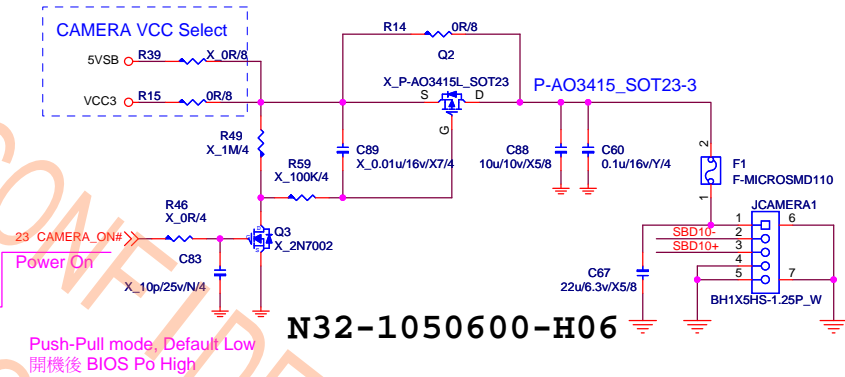 CAMERA VCC Select
5VSB R39 X_0R/8
VCC3 R15 0R/8
R14 0R/8
Q2
X_P-AO3415L_SOT23
S D
G
P-AO3415_SOT23-3
R49
X_1M/4
R59
X_100K/4
C89
X_0.01u/16v/X7/4
C88
10u/10v/X5/8
C60
0.1u/16v/Y/4
2
F1
F-MICROSMD110
1
R46
X_0R/4
23 CAMERA_ON#
Power On
C83
X_10p/25v/N/4
Q3
X_2N7002
JCAMERA1
1 6
SBD10- 2
SBD10+ 3
4
5 7
BH1X5HS-1.25P_W
C67
22u/6.3v/X5/8
N32-1050600-H06
Push-Pull mode, Default Low
開機後 BIOS Po High